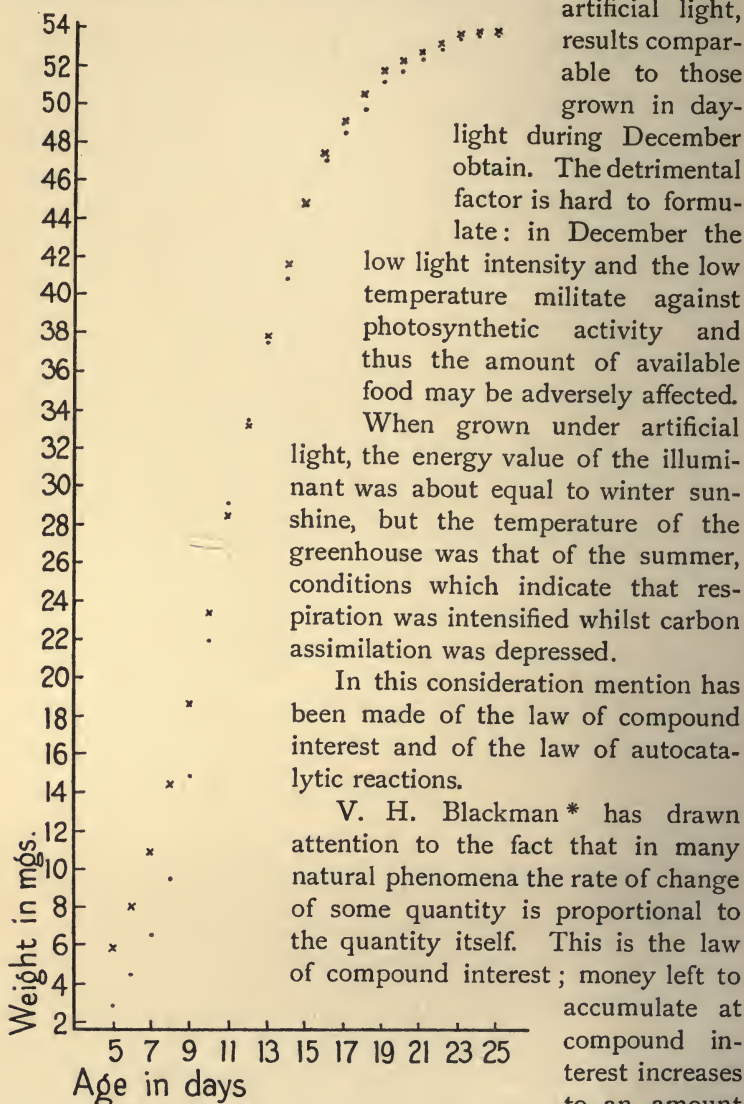 54
52
50
48
46
44
42
40
38
36
34
32
30
28
26
24
22
20
18
16
14
12
10
8
6
4
2
Weight in mgs.
5 7 9 11 13 15 17 19 21 23 25
Age in days
artificial light,
results compar-
able to those
grown in day-
light during December
obtain. The detrimental
factor is hard to formu-
late: in December the
low light intensity and the low
temperature militate against
photosynthetic activity and
thus the amount of available
food may be adversely affected.
When grown under artificial
light, the energy value of the illumi-
nant was about equal to winter sun-
shine, but the temperature of the
greenhouse was that of the summer,
conditions which indicate that res-
piration was intensified whilst carbon
assimilation was depressed.
In this consideration mention has
been made of the law of compound
interest and of the law of autocata-
lytic reactions.
V. H. Blackman * has drawn
attention to the fact that in many
natural phenomena the rate of change
of some quantity is proportional to
the quantity itself. This is the law
of compound interest; money left to
accumulate at
compound in-
terest increases
to an amount